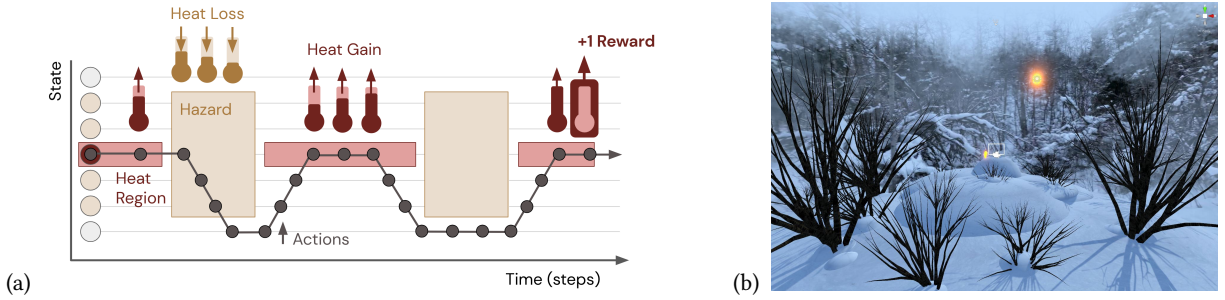 Heat Loss
+1 Reward
Heat Gain
State
Hazard
Heat
Region
Actions
Time (steps)
(a)
(b)